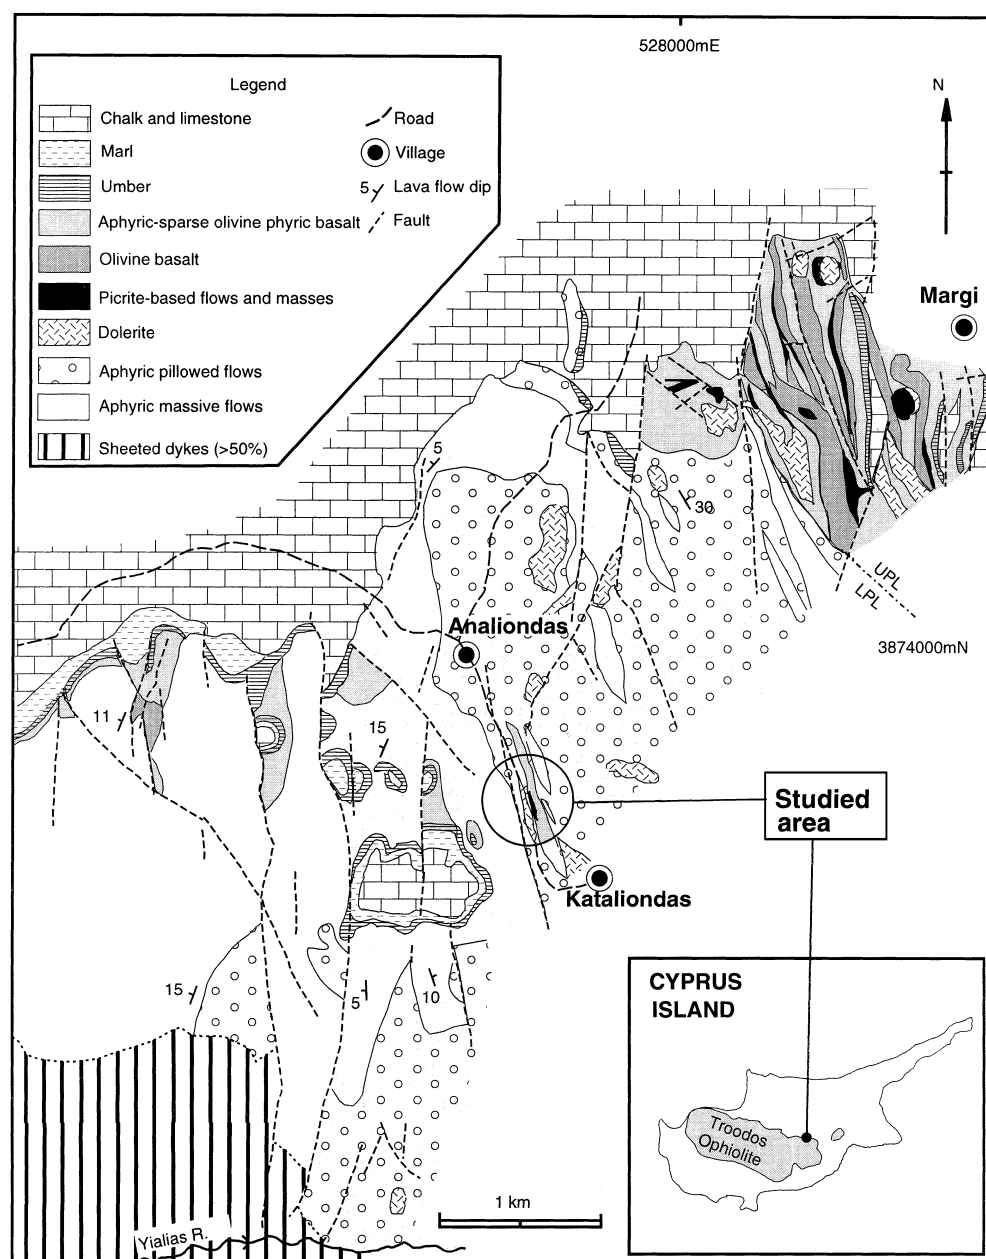 528000mE
Legend
Chalk and limestone
Marl
Umber
Aphyric-sparse olivine phyric basalt
Olivine basalt
Picrite-based flows and masses
Dolerite
Aphyric pillowed flows
Aphyric massive flows
Sheeted dykes (>50%)
Road
Village
5 Lava flow dip
Fault
N
Margi
5
30
UPL
LPL
3874000mN
Analiondas
11
15
Studied
area
Kataliondas
15
5
10
CYPRUS
ISLAND
Troodos
Ophiolite
1 km
Yialias R.